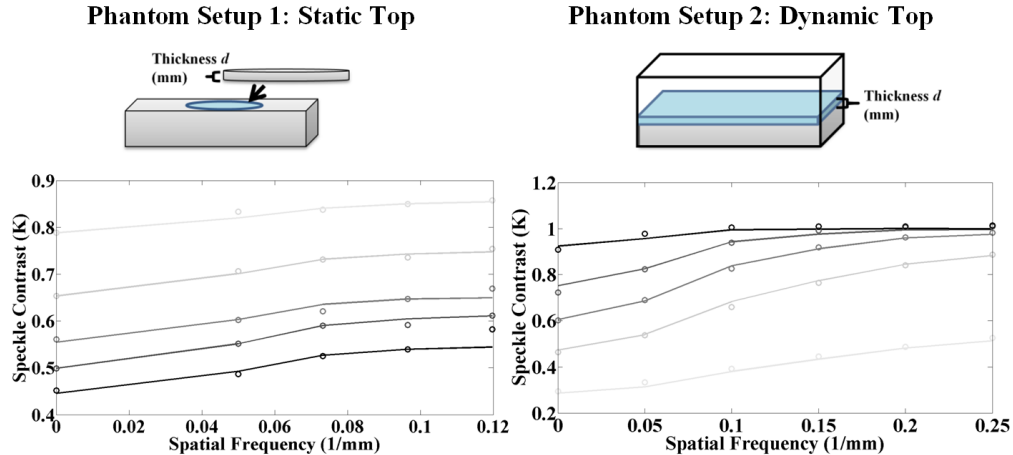 Phantom Setup 1: Static Top
Thickness d
(mm)
0.9
0.8
0.7
0.6
0.5
0.4
Speckle Contrast (K)
0
0.02
0.04
0.06
0.08
0.1
0.12
Spatial Frequency (1/mm)
Phantom Setup 2: Dynamic Top
Thickness d
(mm)
1.2
1
0.8
0.6
0.4
0.2
Speckle Contrast (K)
0
0.05
0.1
0.15
0.2
0.25
Spatial Frequency (1/mm)